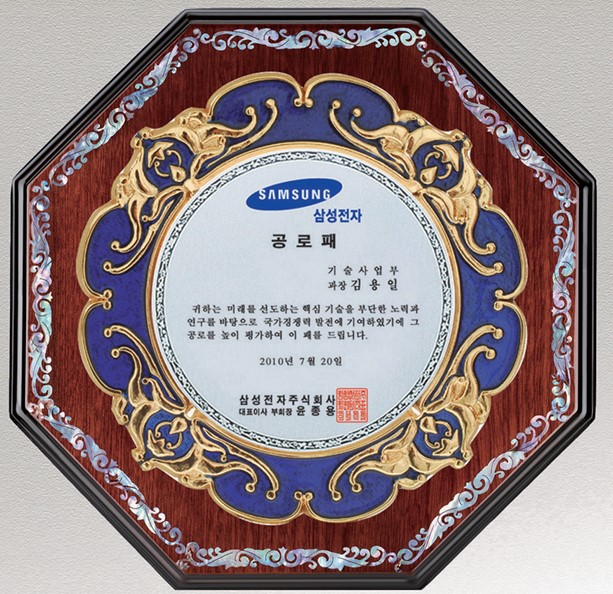 SAMSUNG
삼성전자
공로패
기술사업부
과장 김용일
귀하는 미래를 선도하는 핵심 기술을 부단한 노력과
연구를 바탕으로 국가경쟁력 발전에 기여하였기에 그
공로를 높이 평가하여 이 패를 드립니다.
2010년 7월 20일
삼성전자주식회사
대표이사 부회장 윤종용